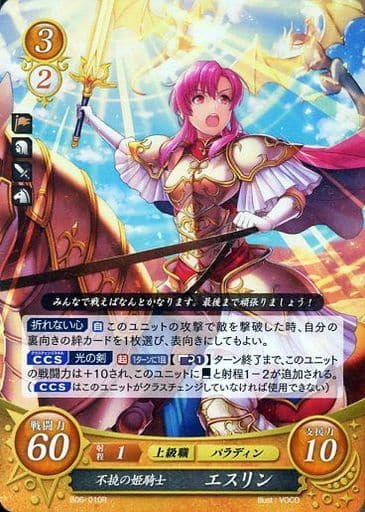 3
2
みんなで戦えばなんとかなります。最後まで頑張りましょう！
折れない心 自 このユニットの攻撃で敵を撃破した時、自分の
裏向きの絆カードを1枚選び、表向きにしてもよい。
CCS 光の剣 起 1ターンに1回 【 1】ターン終了まで、このユニット
の戦闘力は+10され、このユニットに と射程1-2が追加される。
（CCS はこのユニットがクラスチェンジしていなければ使用できない）
戦闘力 60
射程 1
上級職
パラディン
支援力 10
不撓の姫騎士 エスリン
B06-010R
Illust：VOCO